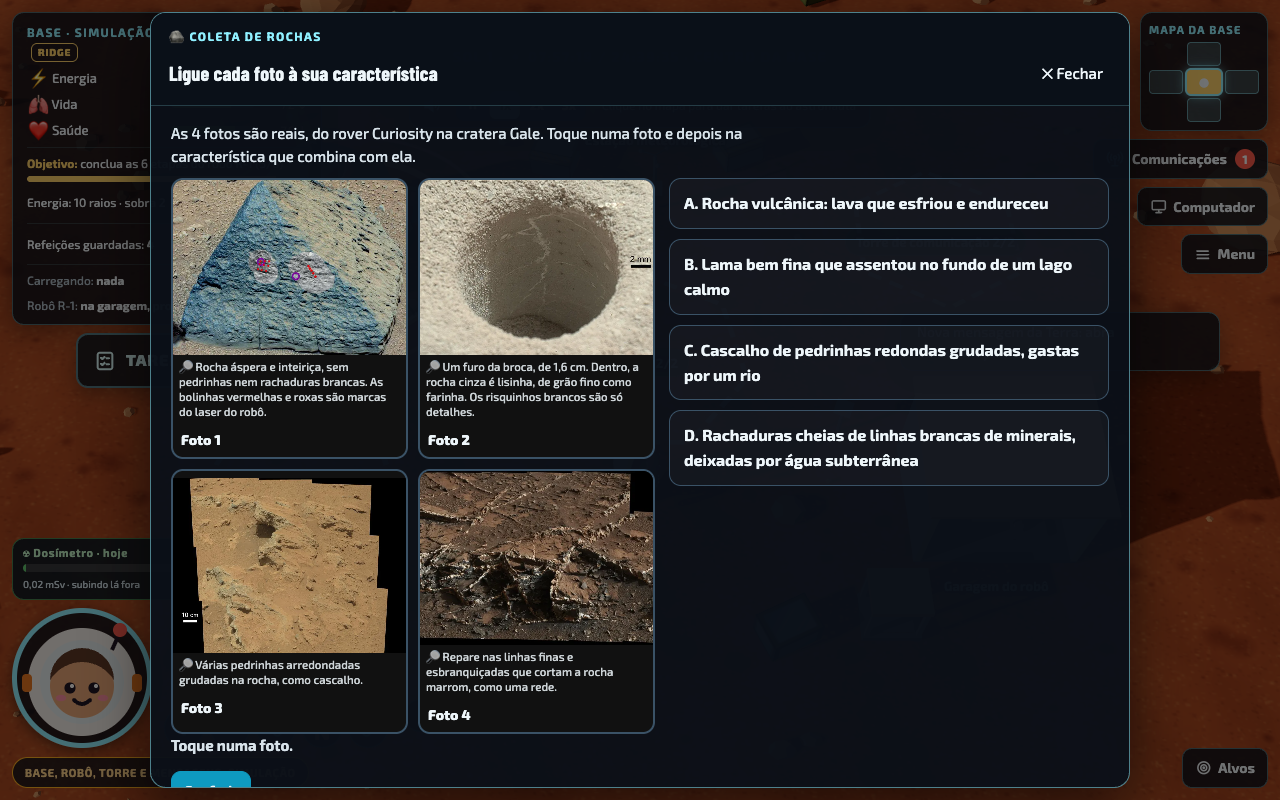 BASE · SIMULAÇÃO
RIDGE
Energia
Vida
Saúde
Objetivo: conclua as 6
Energia: 10 raios · sobr
Refeições guardadas:
Carregando: nada
Robô R-1: na garagem,
COLETA DE ROCHAS
Ligue cada foto à sua característica
Fechar
As 4 fotos são reais, do rover Curiosity na cratera Gale. Toque numa foto e depois na
característica que combina com ela.
Rocha áspera e inteiriça, sem
pedrinhas nem rachaduras brancas. As
bolinhas vermelhas e roxas são marcas
do laser do robô.
Foto 1
2 mm
Um furo da broca, de 1,6 cm. Dentro, a
rocha cinza é lisinha, de grão fino como
farinha. Os risquinhos brancos são só
detalhes.
Foto 2
10 cm
Várias pedrinhas arredondadas
grudadas na rocha, como cascalho.
Foto 3
Repare nas linhas finas e
esbranquiçadas que cortam a rocha
marrom, como uma rede.
Foto 4
A. Rocha vulcânica: lava que esfriou e endureceu
B. Lama bem fina que assentou no fundo de um lago
calmo
C. Cascalho de pedrinhas redondas grudadas, gastas
por um rio
D. Rachaduras cheias de linhas brancas de minerais,
deixadas por água subterrânea
Toque numa foto.
MAPA DA BASE
Comunicações 1
Computador
Menu
Dosímetro · hoje
0,02 mSv · subindo lá fora
BASE, ROBÔ, TORRE E
Alvos